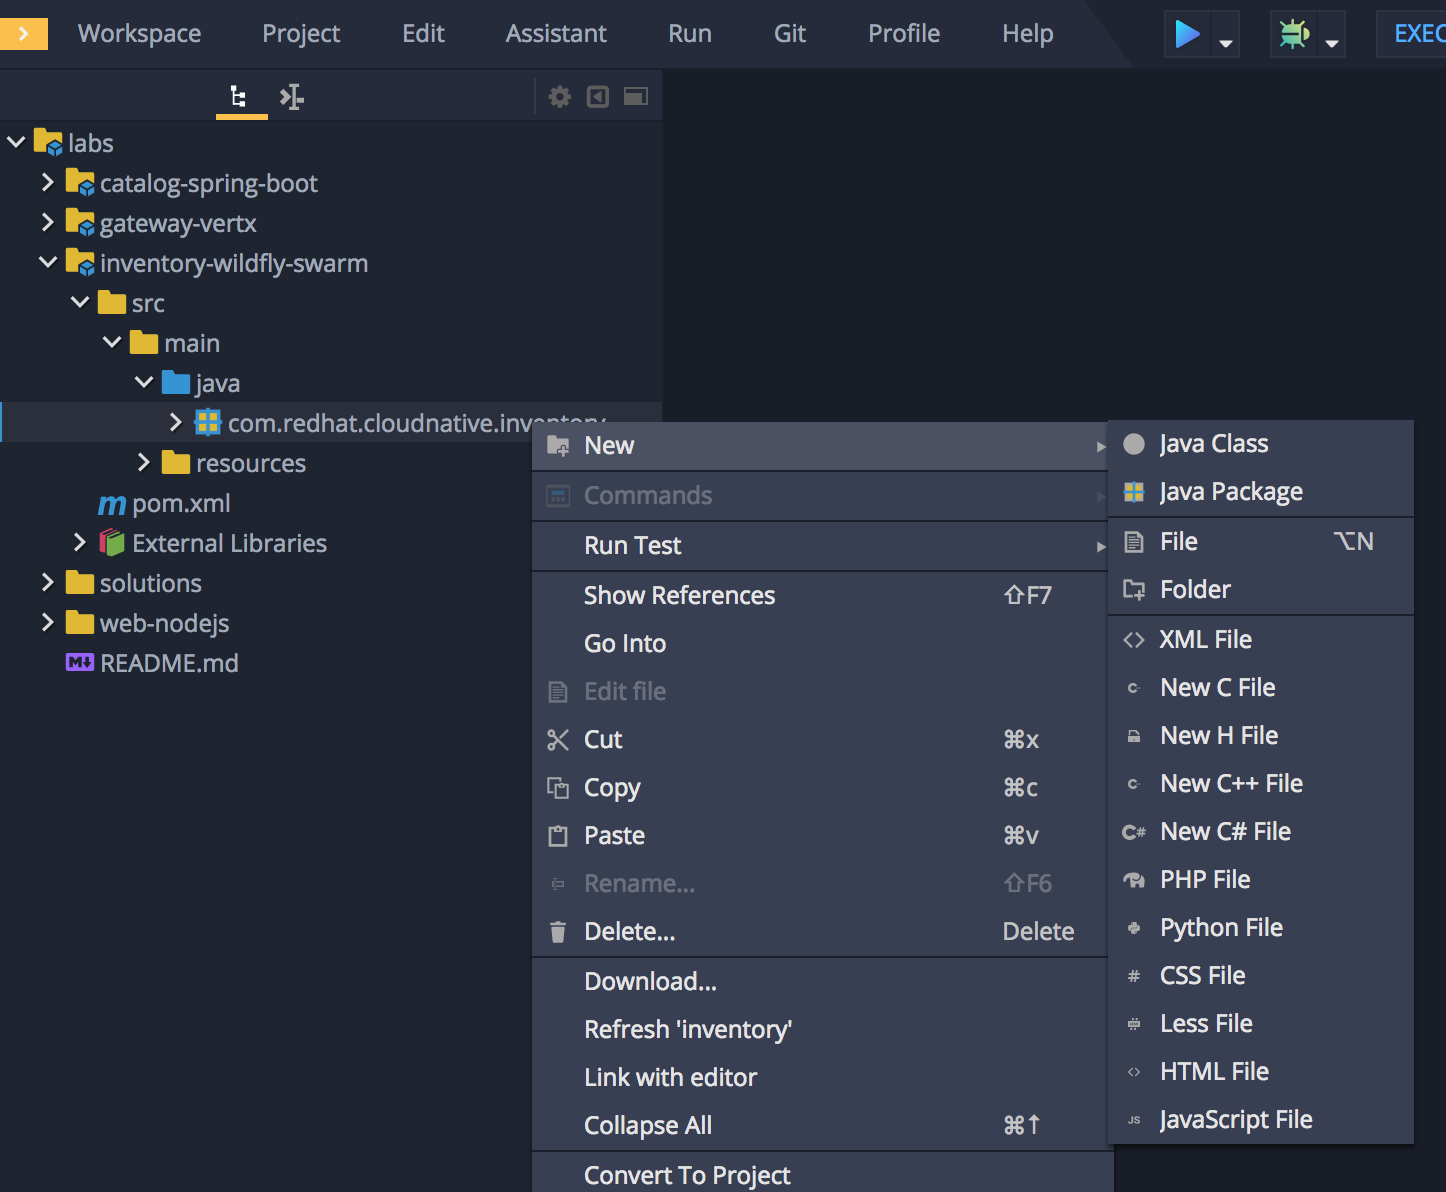 Workspace Project Edit Assistant Run Git Profile Help EXEC
labs
catalog-spring-boot
gateway-vertx
inventory-wildfly-swarm
src
main
java
com.redhat.cloudnative.inventory
resources
pom.xml
External Libraries
solutions
web-nodejs
README.md
New
Commands
Run Test
Show References ⇧F7
Go Into
Edit file
Cut ⌘x
Copy ⌘c
Paste ⌘v
Rename... ⇧F6
Delete... Delete
Download...
Refresh 'inventory'
Link with editor
Collapse All ⌘↑
Convert To Project
Java Class
Java Package
File ⌥N
Folder
XML File
New C File
New H File
New C++ File
C# New C# File
PHP File
Python File
# CSS File
Less File
<> HTML File
JS JavaScript File